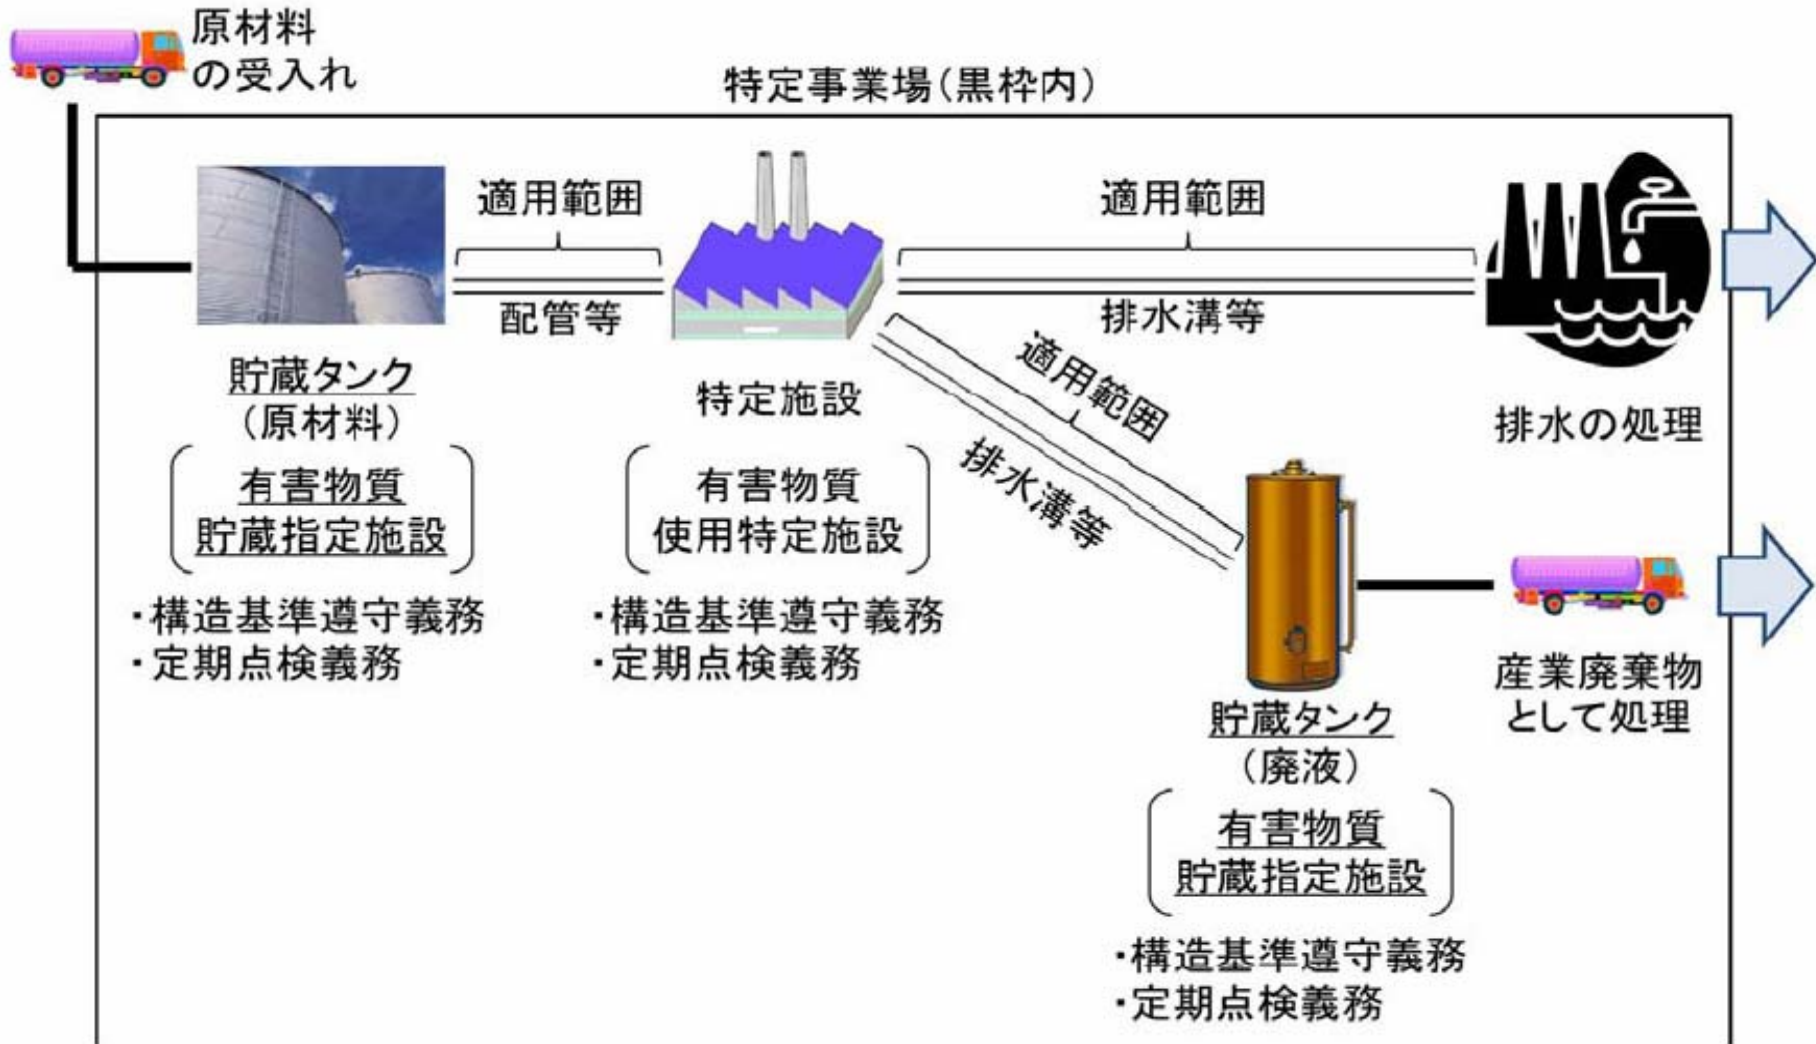 原材料
の受入れ
特定事業場（黒枠内）
適用範囲
配管等
適用範囲
排水溝等
適用範囲
排水溝等
貯蔵タンク
（原材料）
有害物質
貯蔵指定施設
・構造基準遵守義務
・定期点検義務
特定施設
有害物質
使用特定施設
・構造基準遵守義務
・定期点検義務
排水の処理
産業廃棄物
として処理
貯蔵タンク
（廃液）
有害物質
貯蔵指定施設
・構造基準遵守義務
・定期点検義務